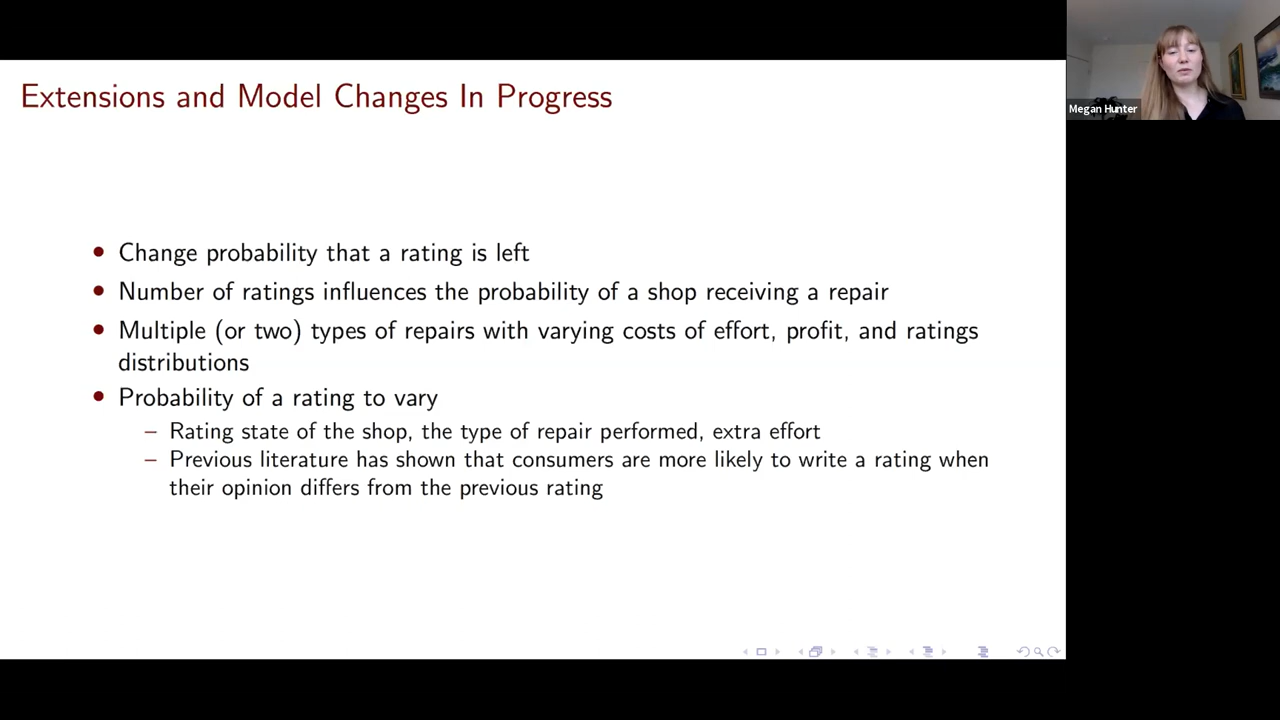 Extensions and Model Changes In Progress
Megan Hunter
• Change probability that a rating is left
• Number of ratings influences the probability of a shop receiving a repair
• Multiple (or two) types of repairs with varying costs of effort, profit, and ratings
distributions
• Probability of a rating to vary
– Rating state of the shop, the type of repair performed, extra effort
– Previous literature has shown that consumers are more likely to write a rating when
their opinion differs from the previous rating